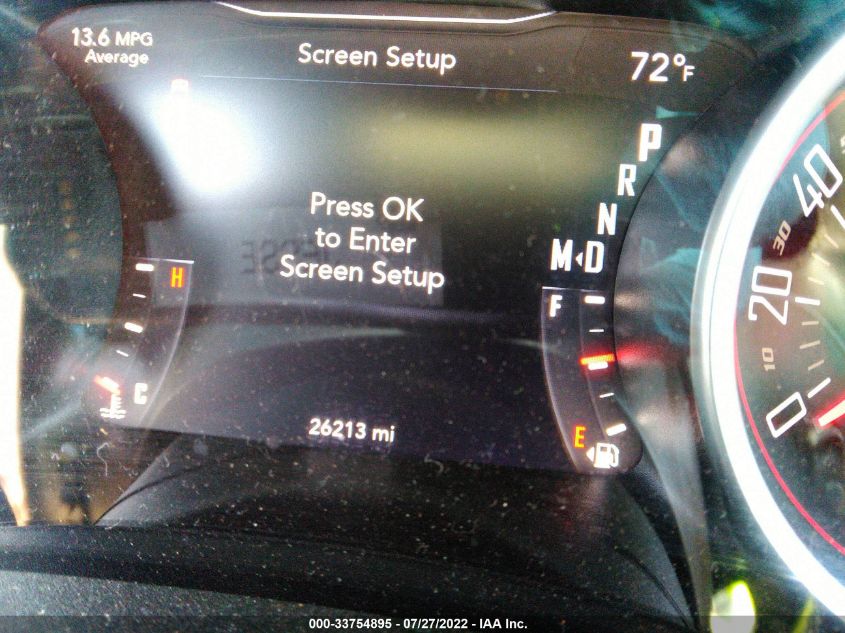 13.6 MPG
Average
Screen Setup
72°F
P
R
N
M◂D
Press OK
to Enter
Screen Setup
H
C
F
E
26213 mi
40
30
20
10
0
000-33754895 / 07/27/2022 - IAA Inc.